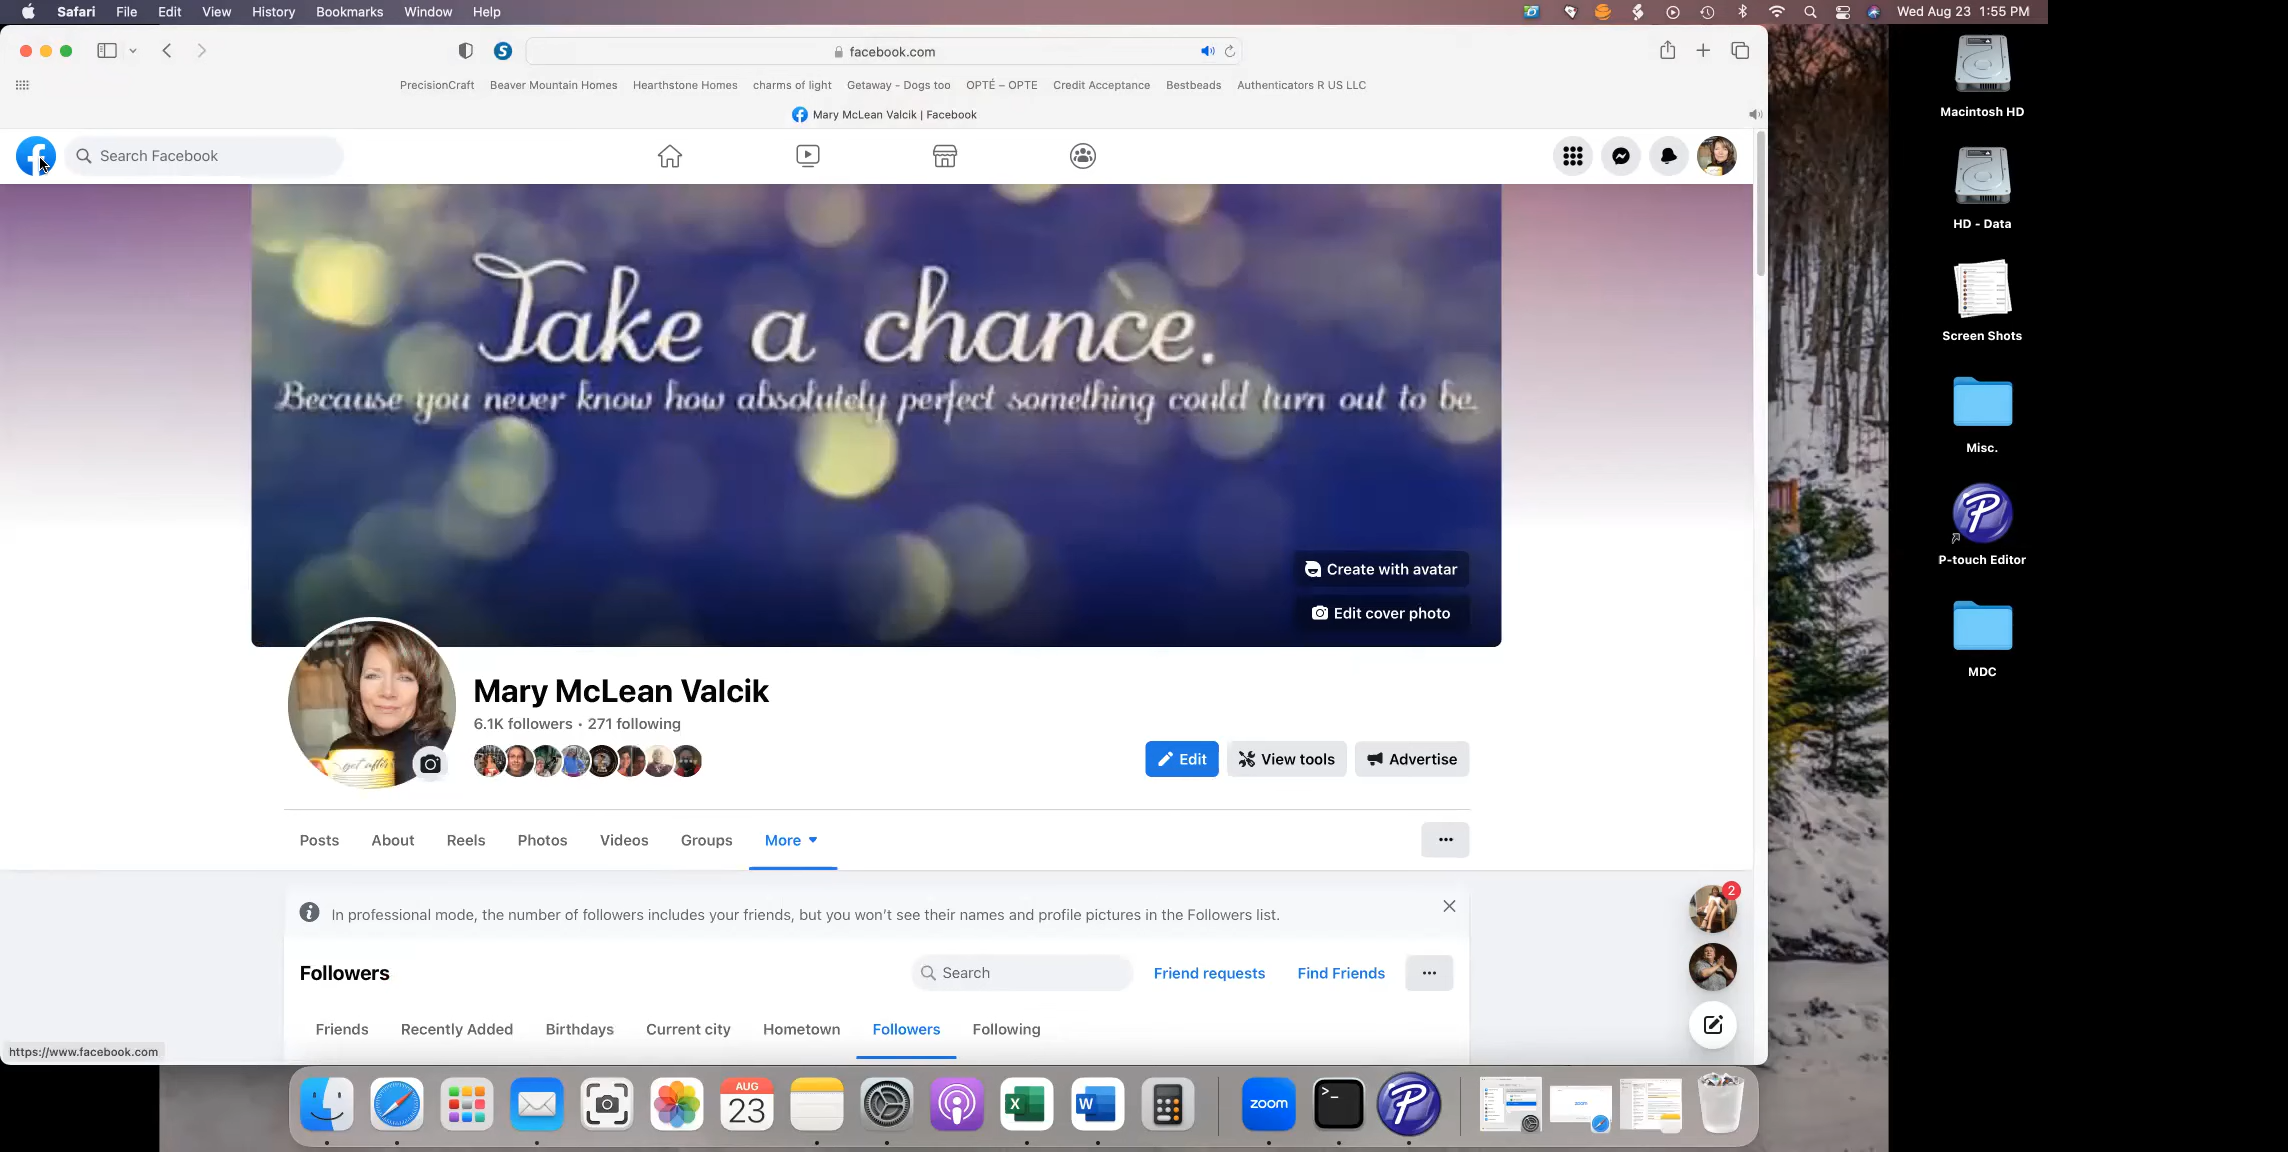 Safari File Edit View History Bookmarks Window Help Wed Aug 23 1:55 PM
facebook.com
PrecisionCraft Beaver Mountain Homes Hearthstone Homes charms of light Getaway - Dogs too OPTÉ – OPTE Credit Acceptance Bestbeads Authenticators R US LLC
Mary McLean Valcik | Facebook
Search Facebook
Take a chance.
Because you never know how absolutely perfect something could turn out to be.
Create with avatar
Edit cover photo
get after
Mary McLean Valcik
6.1K followers • 271 following
Edit View tools Advertise
Posts About Reels Photos Videos Groups More
In professional mode, the number of followers includes your friends, but you won't see their names and profile pictures in the Followers list.
2
Followers Search Friend requests Find Friends
Friends Recently Added Birthdays Current city Hometown Followers Following
https://www.facebook.com
Macintosh HD
HD - Data
Screen Shots
Misc.
P
P-touch Editor
MDC
AUG
23
X
W
zoom
>_
P
zoom